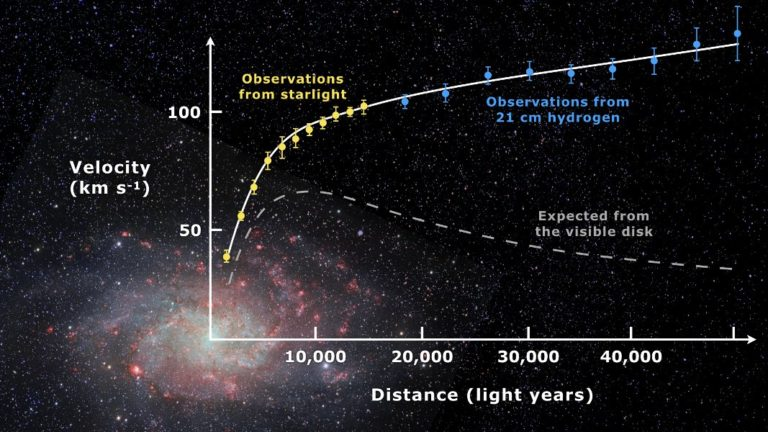 Observations
from starlight
100
Observations from
21 cm hydrogen
Velocity
(km s-1)
50
Expected from
the visible disk
10,000
20,000
30,000
40,000
Distance (light years)